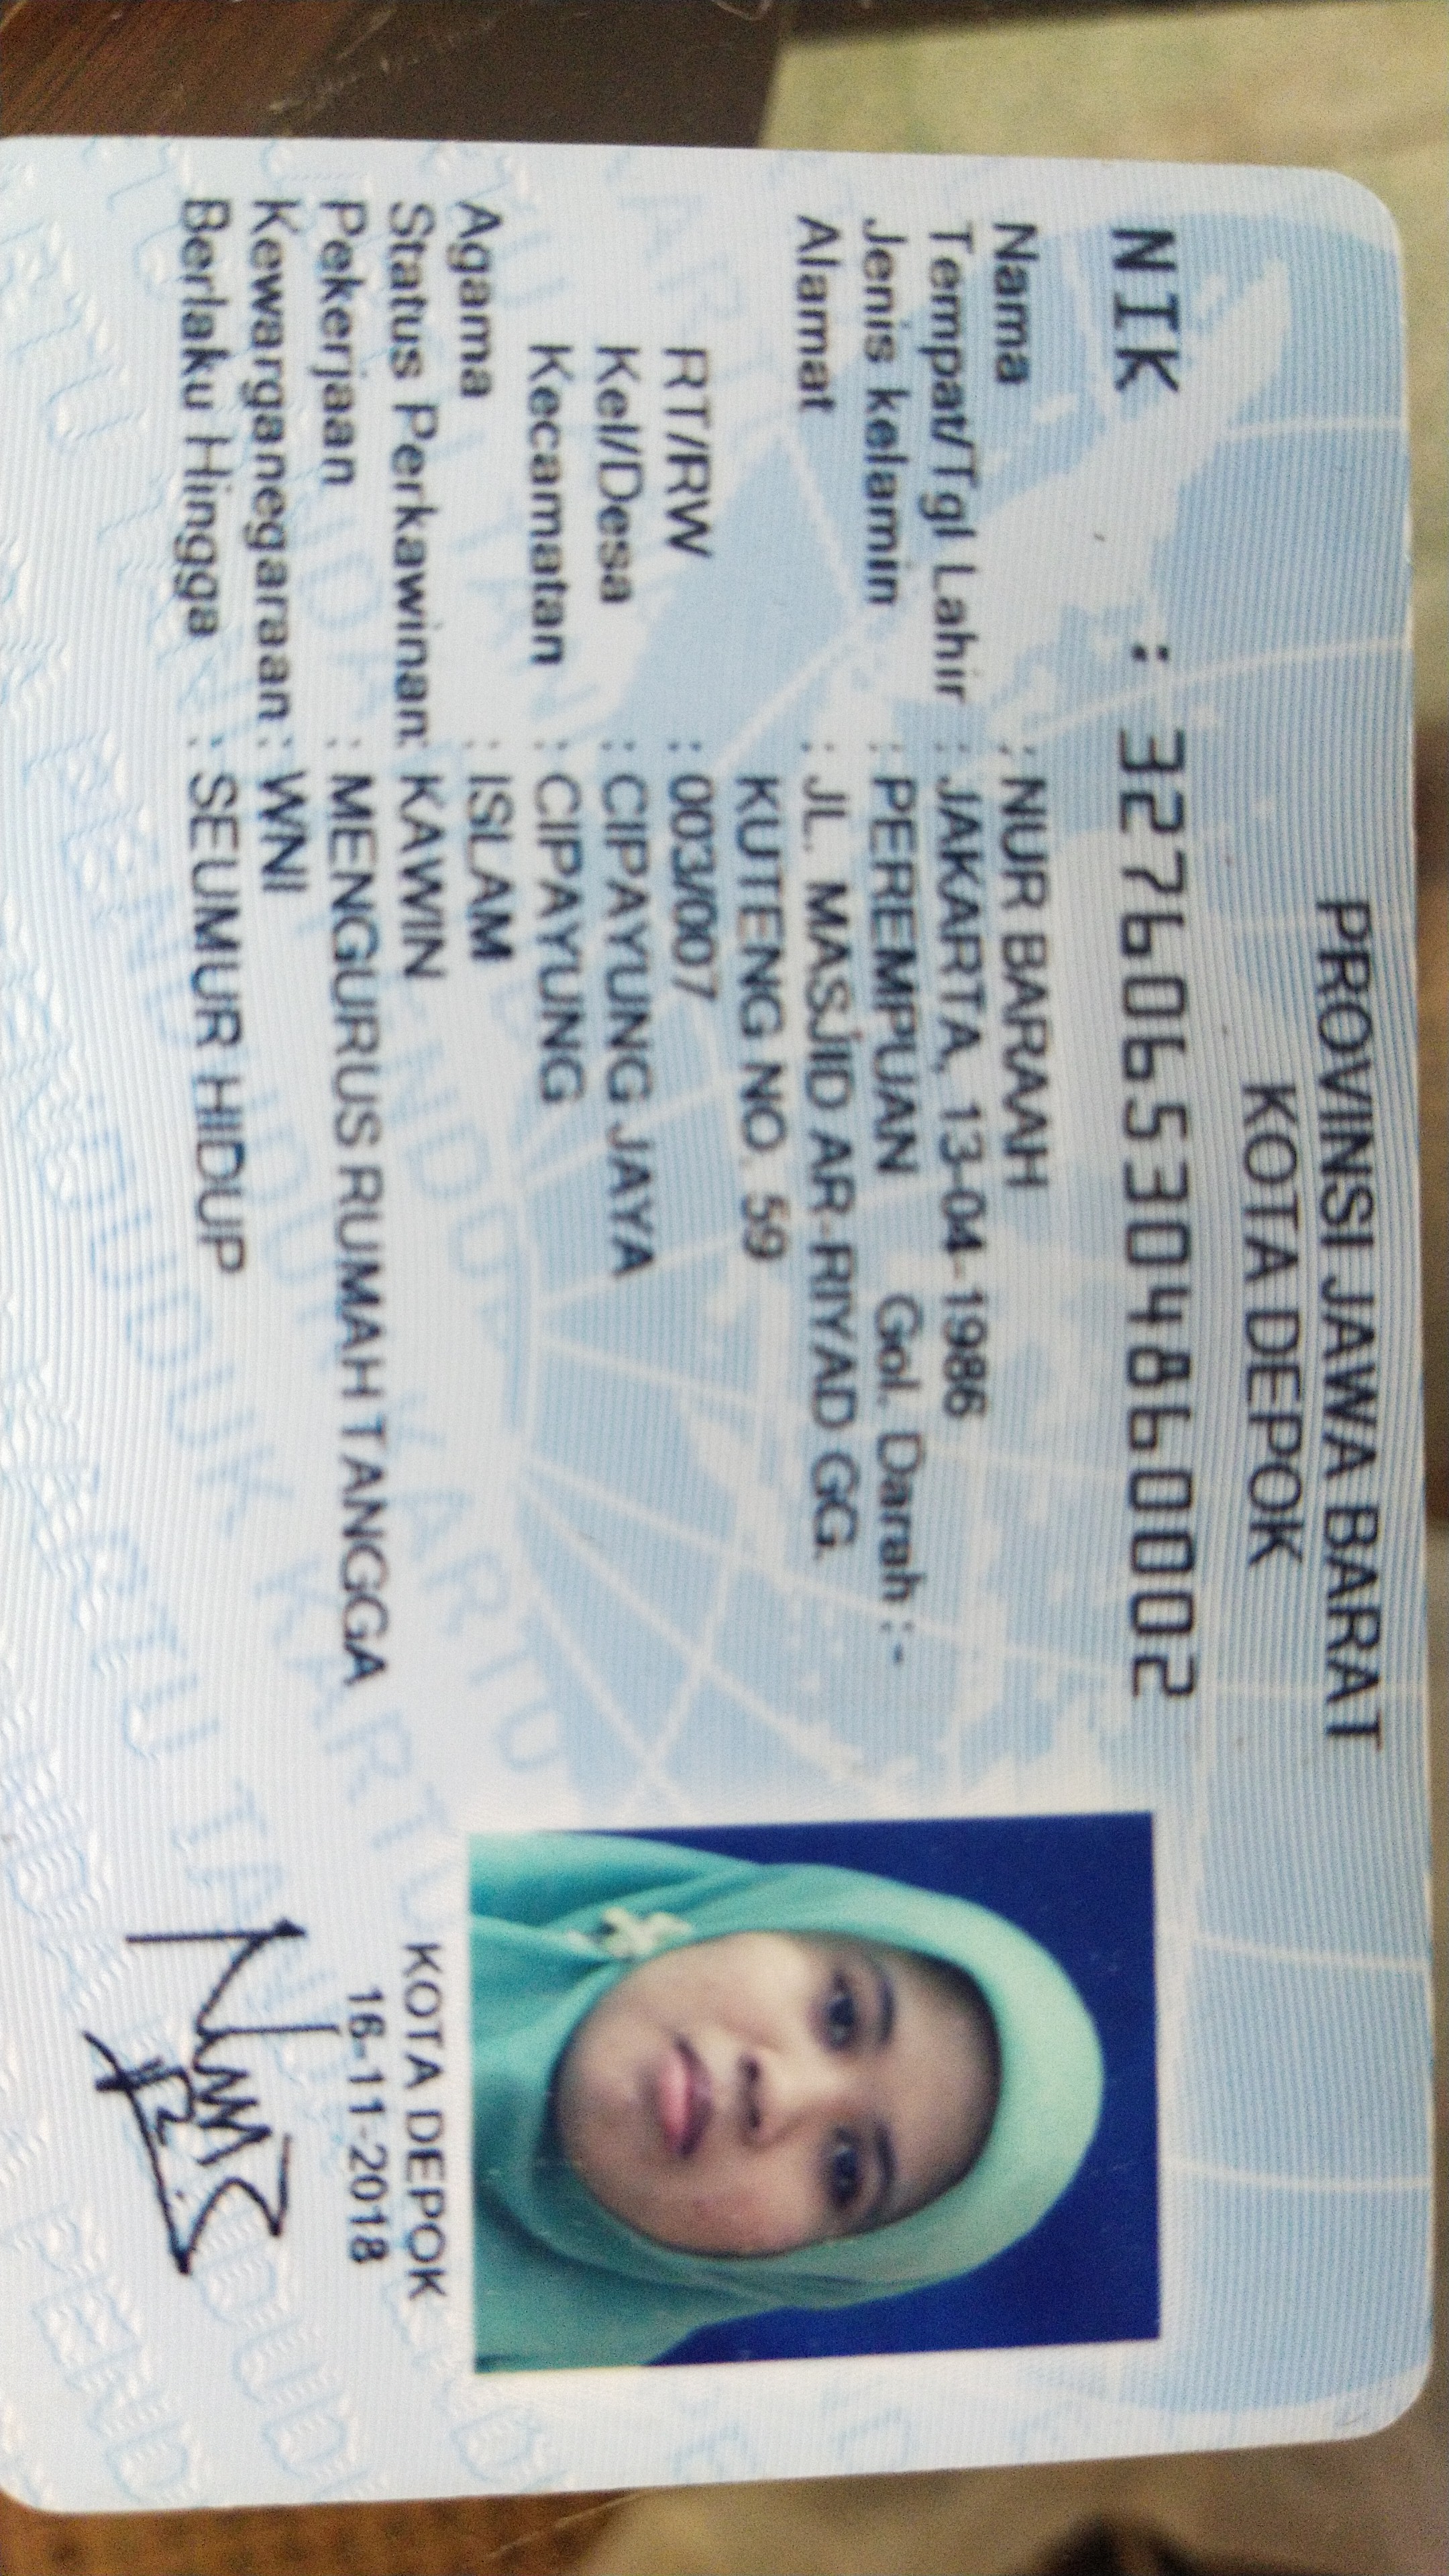 PROVINSI JAWA BARAT
KOTA DEPOK
NIK : 3276065304860002
Nama : NUR BARAAH
Tempat/Tgl Lahir : JAKARTA, 13-04-1986
Jenis kelamin : PEREMPUAN Gol. Darah : -
Alamat : JL. MASJID AR-RIYAD GG.
KUTENG NO. 59
RT/RW : 003/007
Kel/Desa : CIPAYUNG JAYA
Kecamatan : CIPAYUNG
Agama : ISLAM
Status Perkawinan: KAWIN
Pekerjaan : MENGURUS RUMAH TANGGA
Kewarganegaraan : WNI
Berlaku Hingga : SEUMUR HIDUP
KOTA DEPOK
16-11-2018